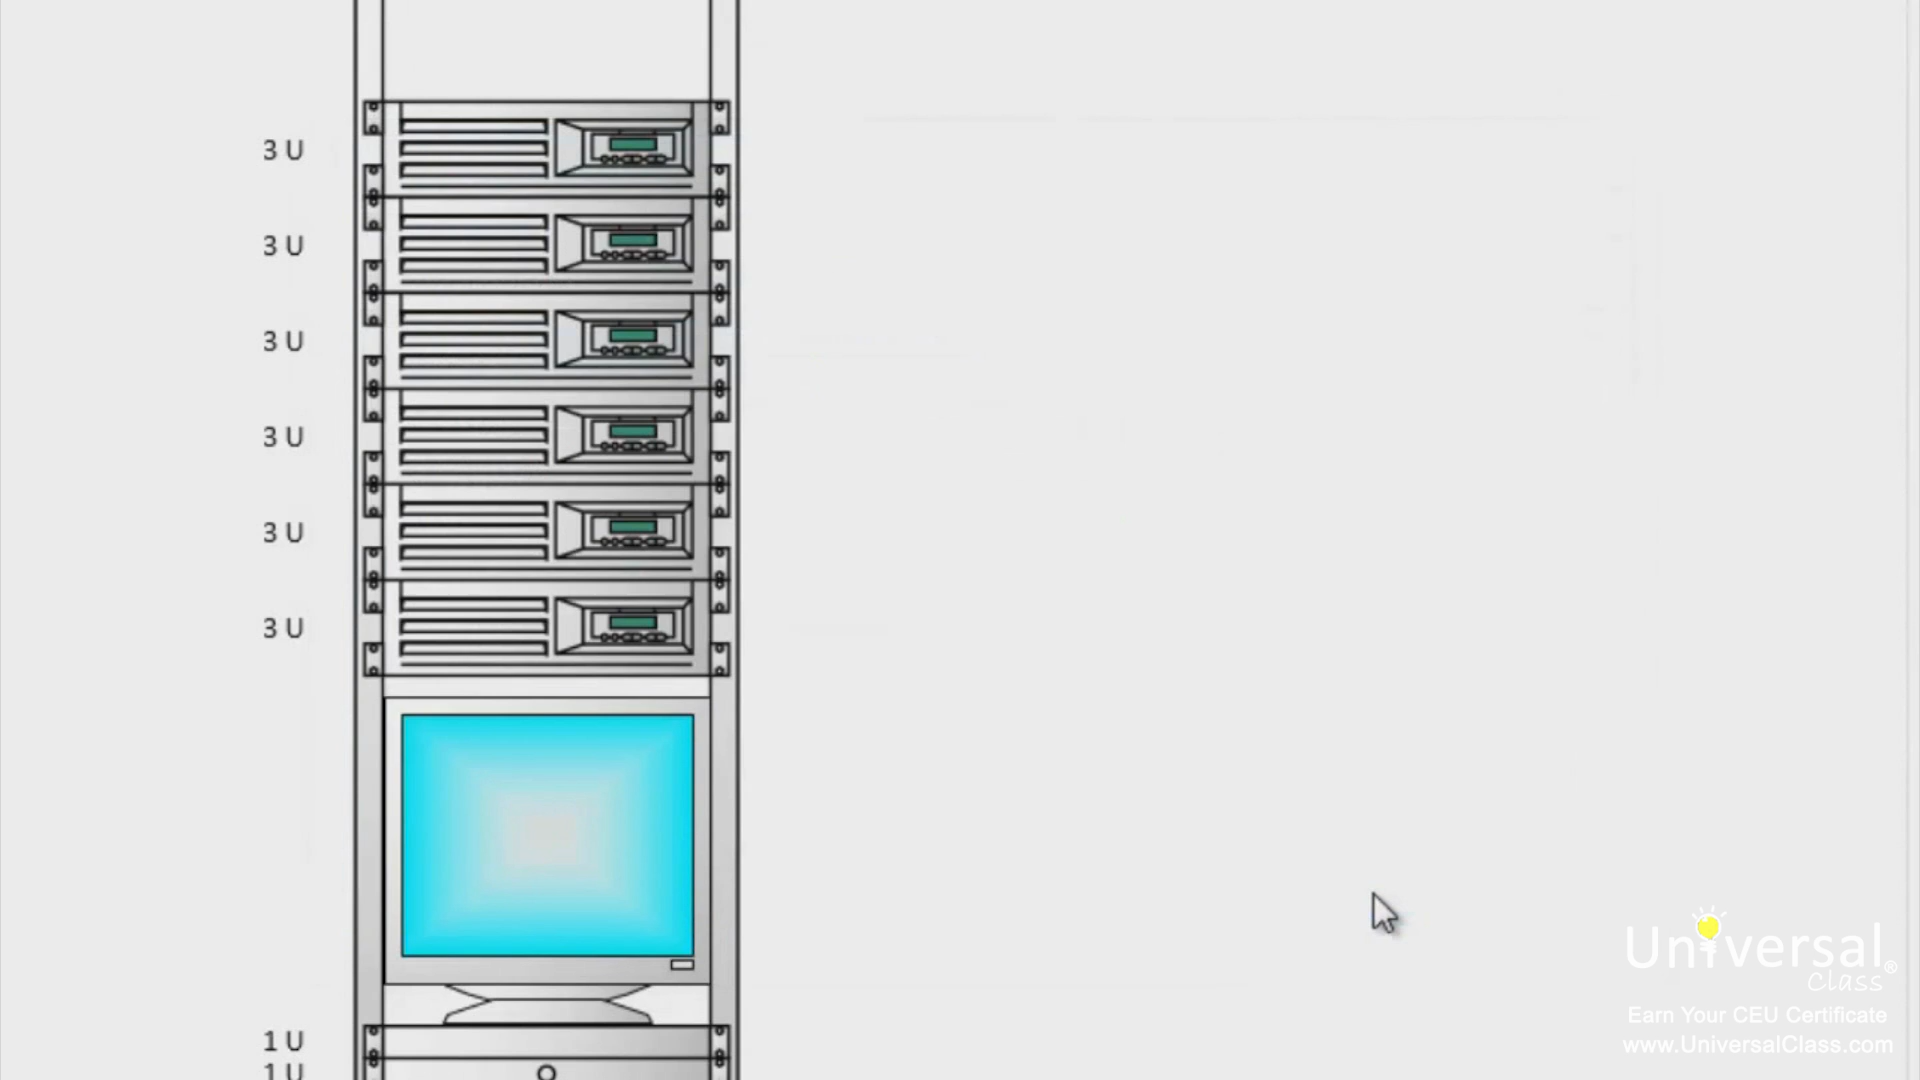 3 U
3 U
3 U
3 U
3 U
3 U
1 U
1 U
Universal®
Class
Earn Your CEU Certificate
www.UniversalClass.com